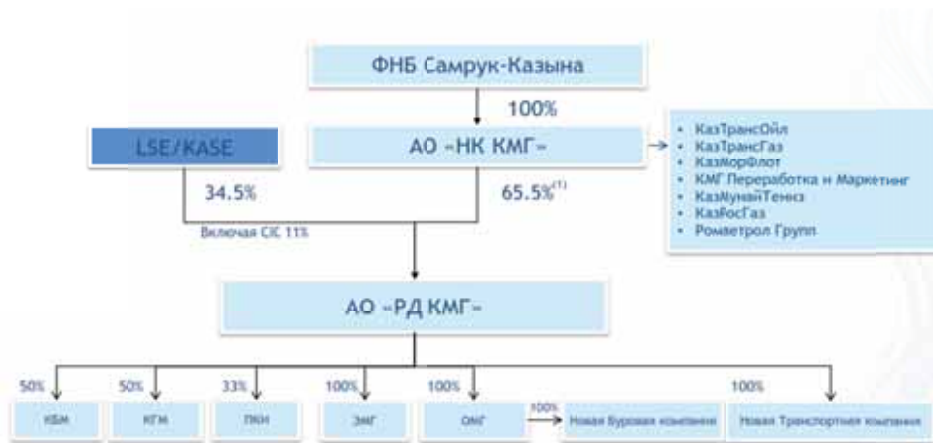 ФНБ Самрук-Казына
100%
LSE/KASE
АО «НК КМГ»
34.5%
65.5%(1)
Включая CIC 11%
• КазТрансОйл
• КазТрансГаз
• КазМорФлот
• КМГ Переработка и Маркетинг
• КазМунайТениз
• КазРосГаз
• Ромпетрол Групп
АО «РД КМГ»
50%
50%
33%
100%
100%
100%
100%
КБМ
КГМ
ПКИ
ЭМГ
ОМГ
Новая Буровая компания
Новая Транспортная компания